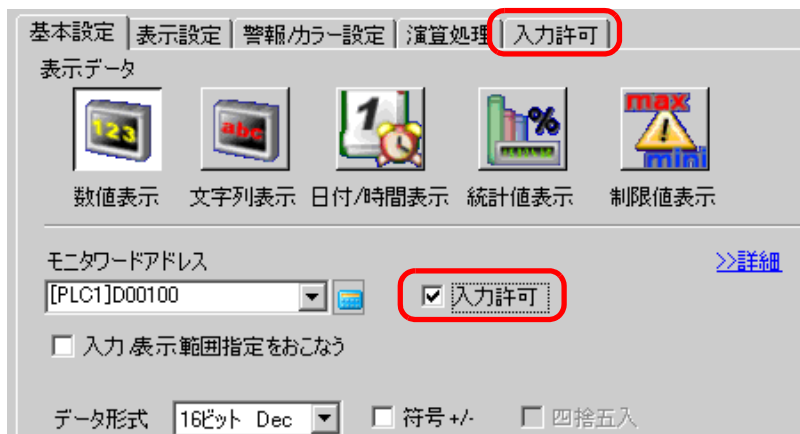 基本設定 表示設定 警報/カラー設定 演算処理 入力許可
表示データ
123 abc 1 % max mini
数値表示 文字列表示 日付/時間表示 統計値表示 制限値表示
モニタワードアドレス >>詳細
[PLC1]D00100 入力許可
入力/表示範囲指定をおこなう
データ形式 16ビット Dec 符号+/- 四捨五入